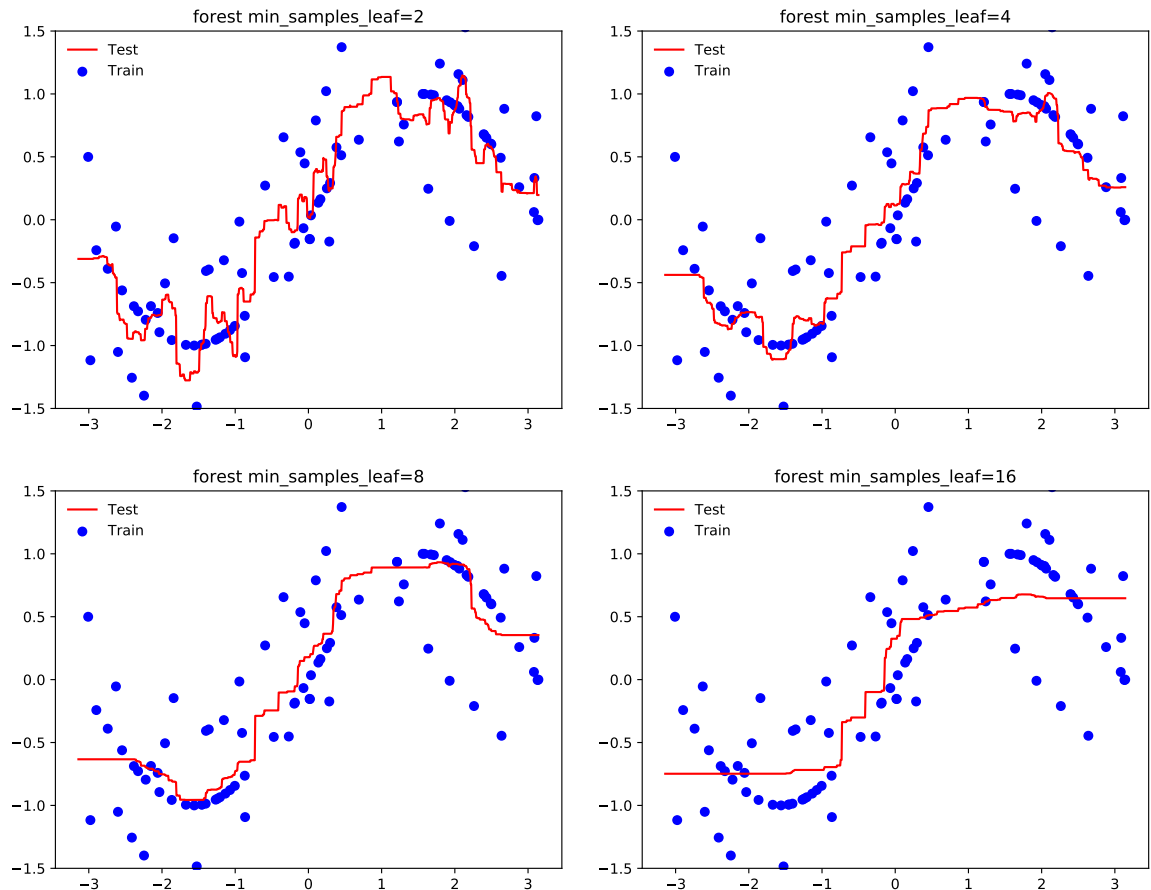 forest min_samples_leaf=2
1.5
1.0
0.5
0.0
−0.5
−1.0
−1.5
−3 −2 −1 0 1 2 3
Test
Train
forest min_samples_leaf=4
1.5
1.0
0.5
0.0
−0.5
−1.0
−1.5
−3 −2 −1 0 1 2 3
Test
Train
forest min_samples_leaf=8
1.5
1.0
0.5
0.0
−0.5
−1.0
−1.5
−3 −2 −1 0 1 2 3
Test
Train
forest min_samples_leaf=16
1.5
1.0
0.5
0.0
−0.5
−1.0
−1.5
−3 −2 −1 0 1 2 3
Test
Train